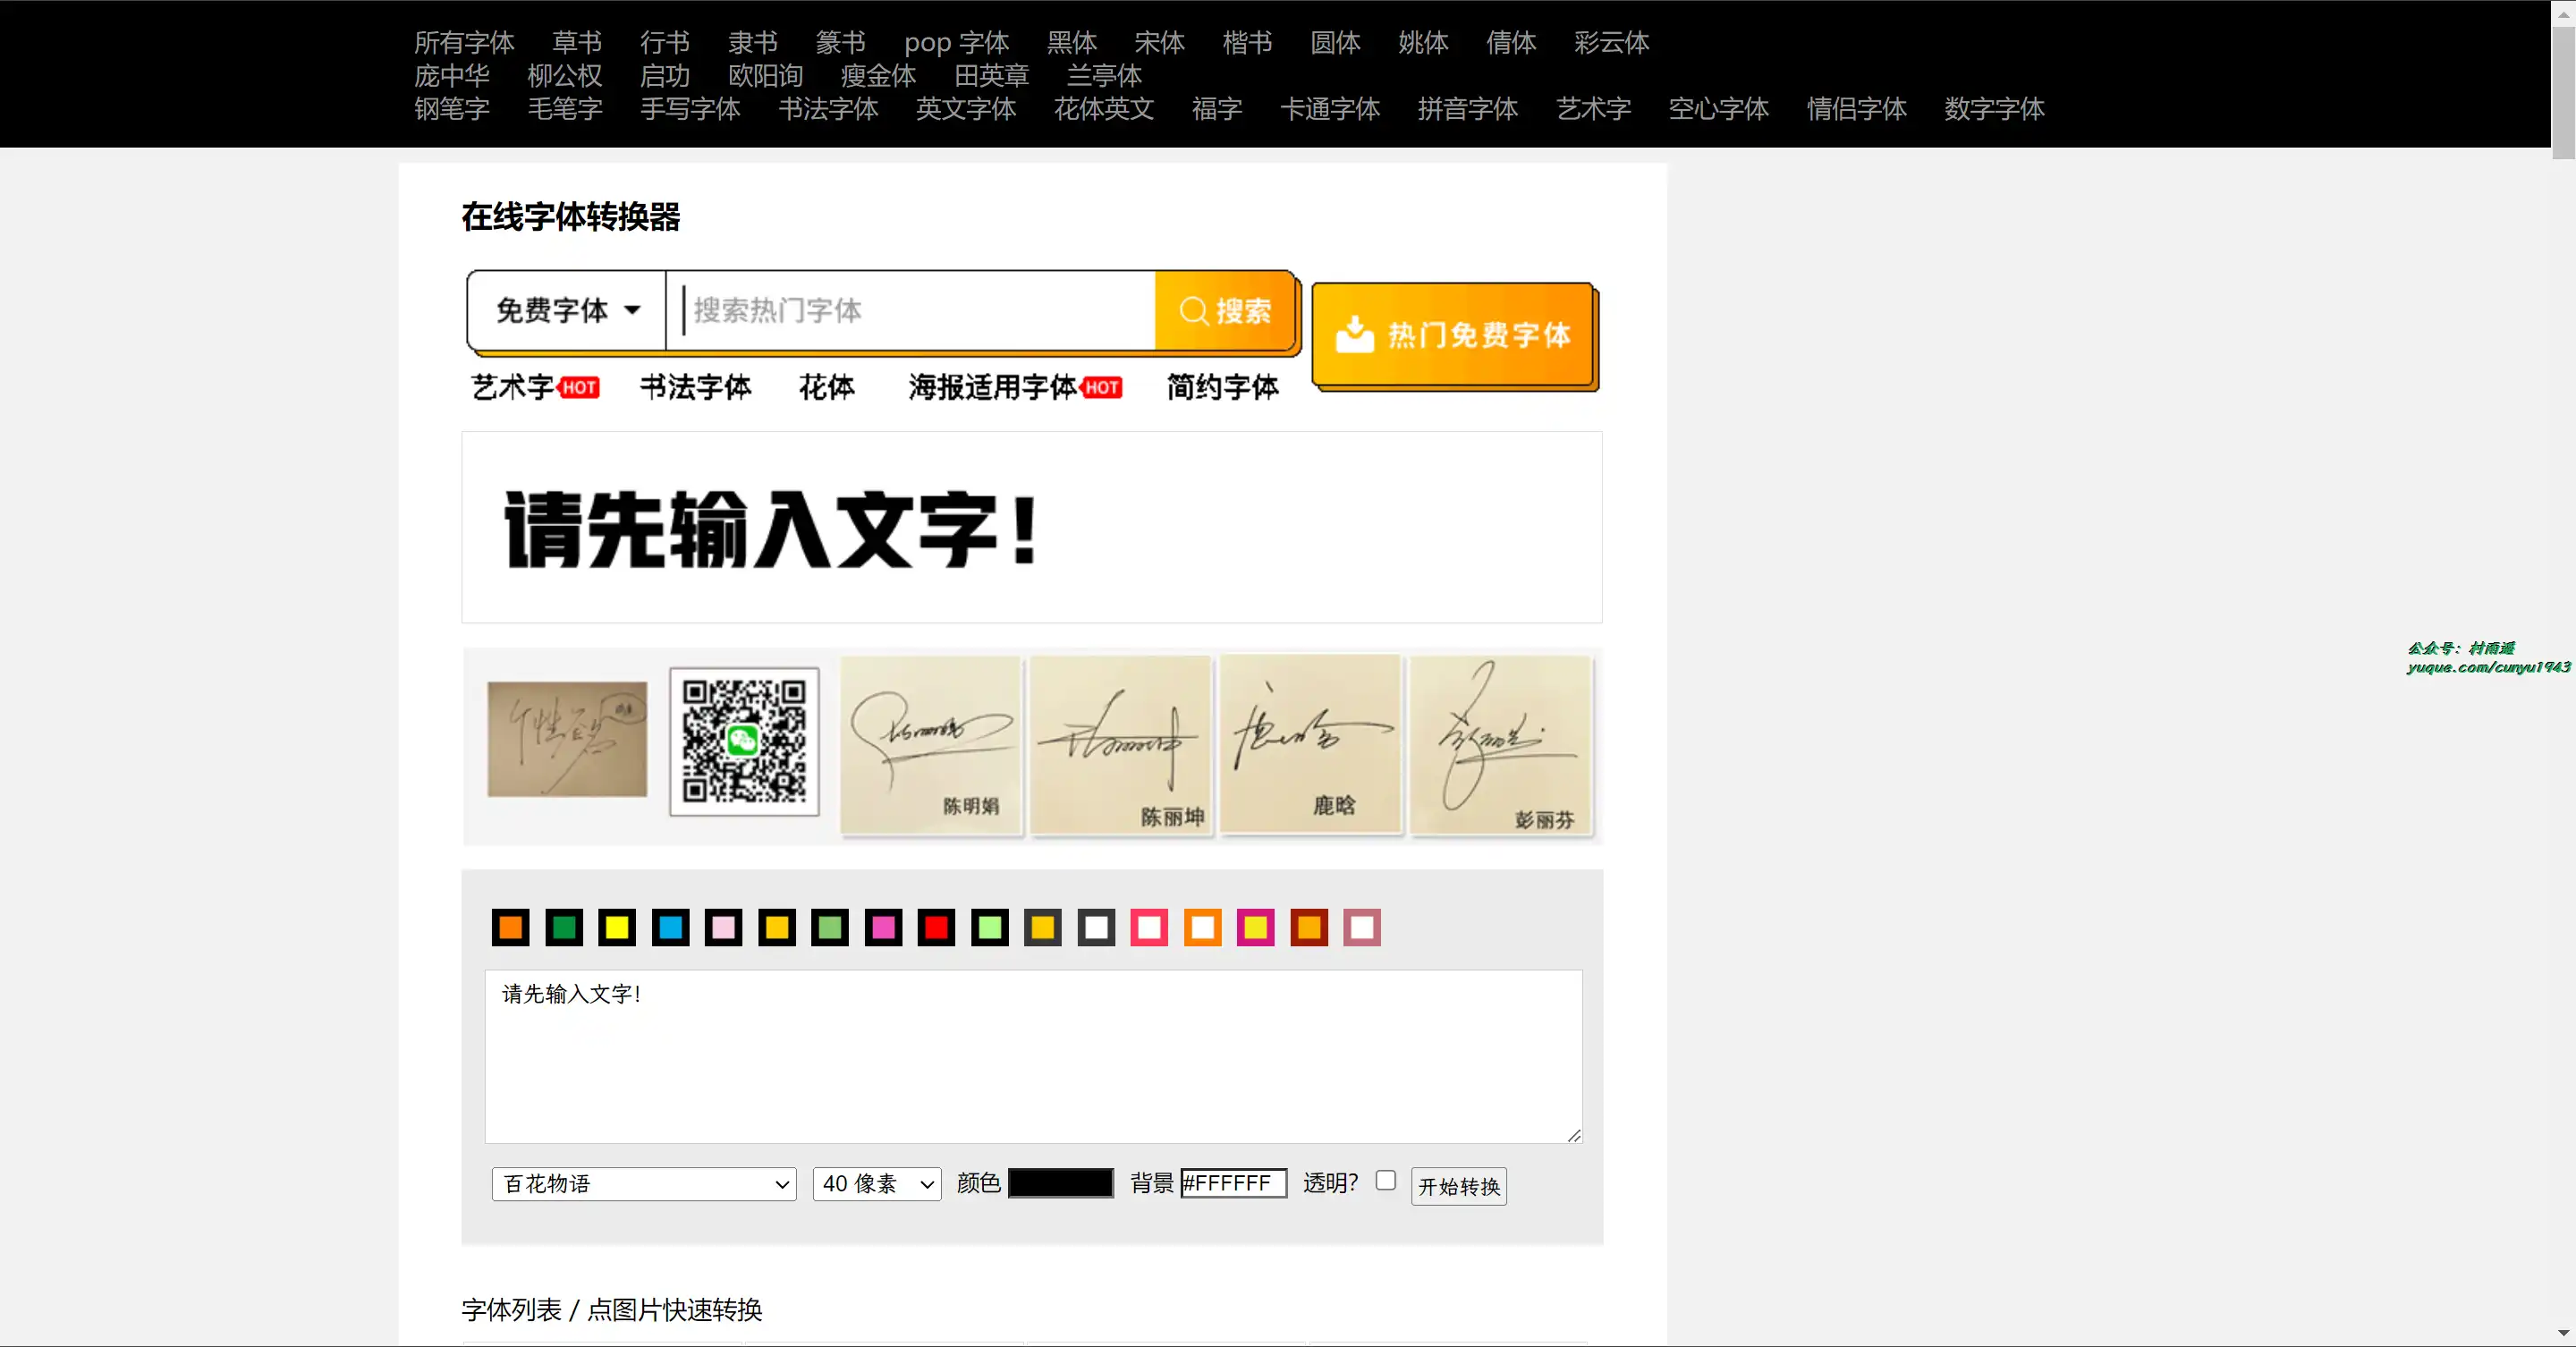 所有字体 草书 行书 隶书 篆书 pop 字体 黑体 宋体 楷书 圆体 姚体 倩体 彩云体
庞中华 柳公权 启功 欧阳询 瘦金体 田英章 兰亭体
钢笔字 毛笔字 手写字体 书法字体 英文字体 花体英文 福字 卡通字体 拼音字体 艺术字 空心字体 情侣字体 数字字体
在线字体转换器
免费字体 搜索热门字体 搜索
热门免费字体
艺术字 HOT 书法字体 花体 海报适用字体 HOT 简约字体
请先输入文字!
公众号：村雨遥
yuque.com/cunyu1943
陈明娟 陈丽坤 鹿晗 彭丽芬
请先输入文字!
百花物语 40 像素 颜色 背景 #FFFFFF 透明? 开始转换
字体列表 / 点图片快速转换